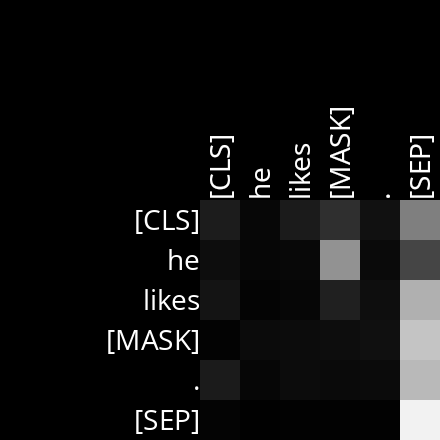 [CLS] he likes [MASK] . [SEP]
[CLS]
he
likes
[MASK]
.
[SEP]